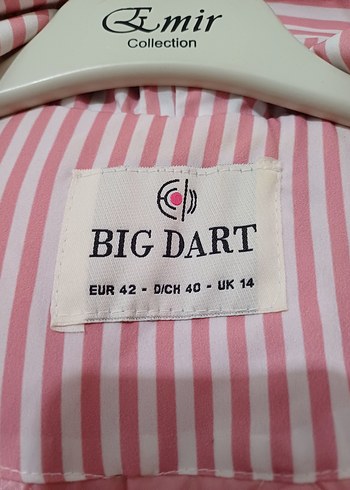 Emir
Collection
BIG DART
EUR 42 - D/CH 40 - UK 14